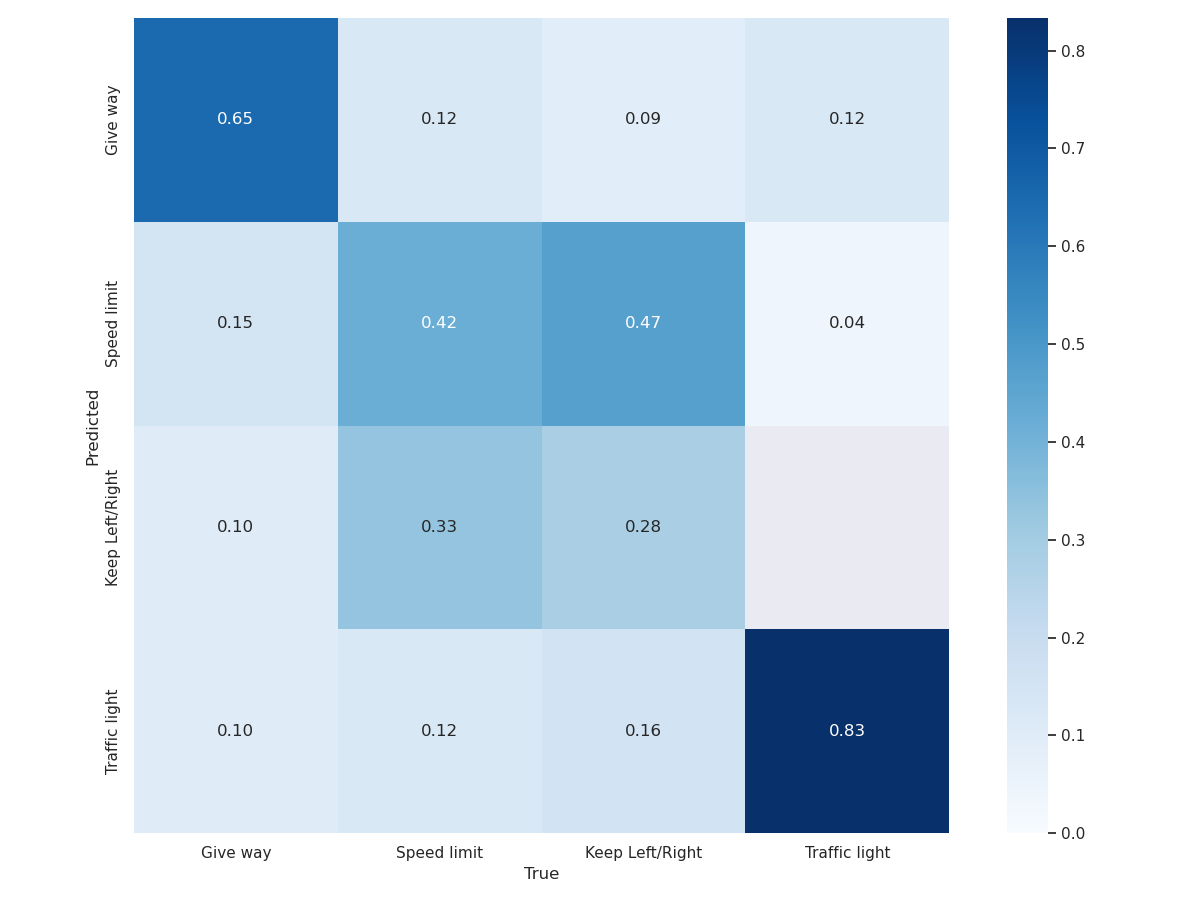 Predicted
Give way
0.65 0.12 0.09 0.12
Speed limit
0.15 0.42 0.47 0.04
Keep Left/Right
0.10 0.33 0.28
Traffic light
0.10 0.12 0.16 0.83
Give way Speed limit Keep Left/Right Traffic light
True
0.8
0.7
0.6
0.5
0.4
0.3
0.2
0.1
0.0